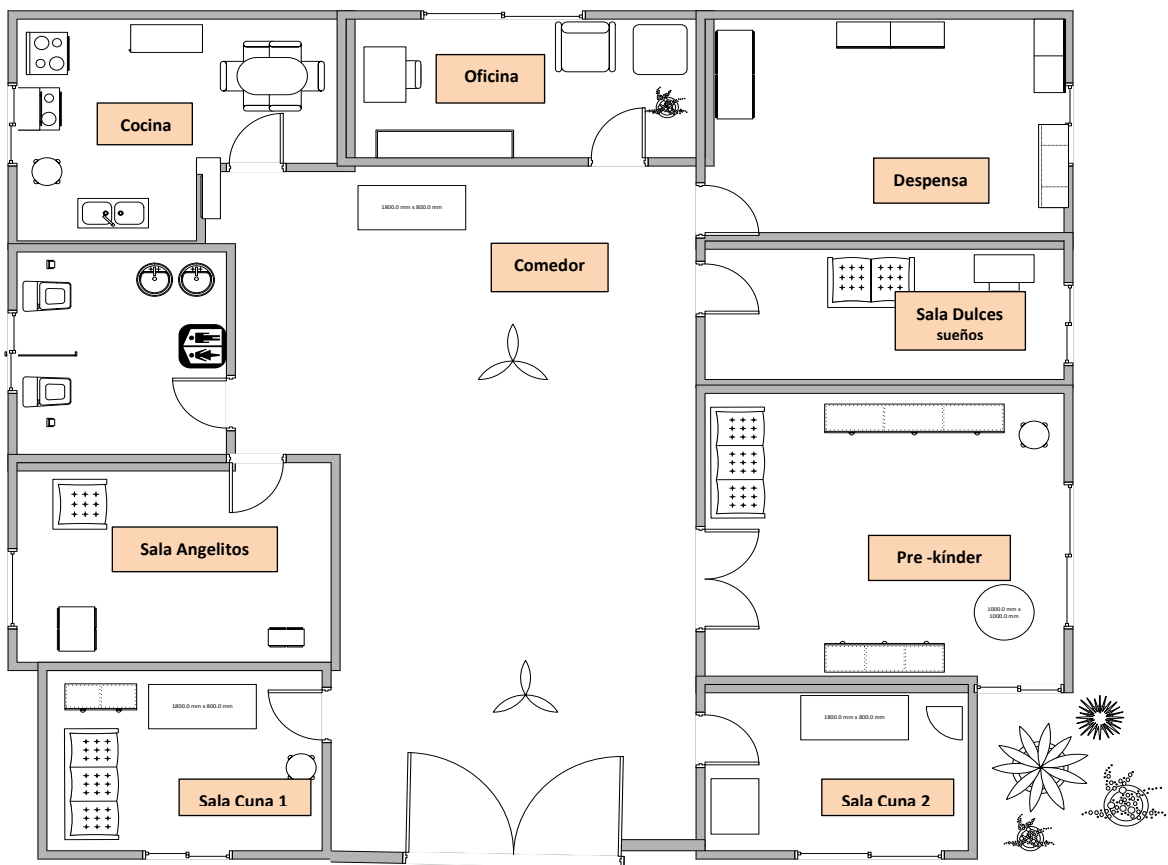 Oficina
Cocina
Despensa
1800.0 mm x 800.0 mm
Comedor
Sala Dulces
sueños
Sala Angelitos
Pre -kínder
1000.0 mm x
1000.0 mm
1800.0 mm x 800.0 mm
1800.0 mm x 800.0 mm
Sala Cuna 1
Sala Cuna 2